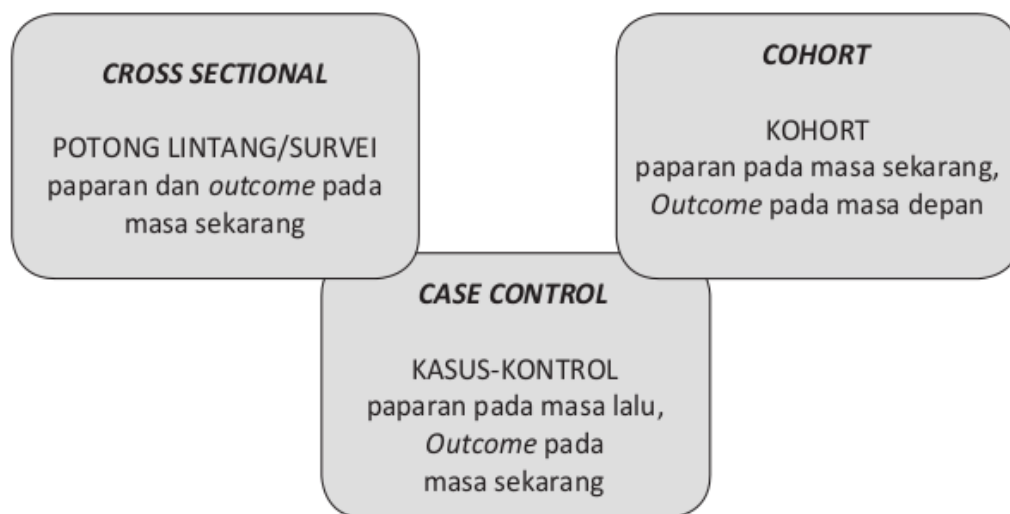 CROSS SECTIONAL
POTONG LINTANG/SURVEI
paparan dan outcome pada
masa sekarang
COHORT
KOHORT
paparan pada masa sekarang,
Outcome pada masa depan
CASE CONTROL
KASUS-KONTROL
paparan pada masa lalu,
Outcome pada
masa sekarang